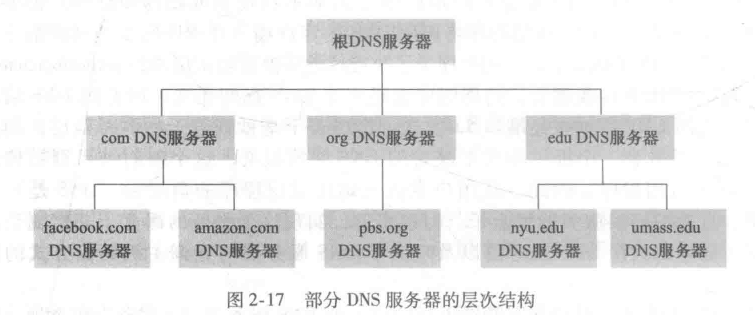 根DNS服务器
com DNS服务器
org DNS服务器
edu DNS服务器
facebook.com
DNS服务器
amazon.com
DNS服务器
pbs.org
DNS服务器
nyu.edu
DNS服务器
umass.edu
DNS服务器
图 2-17 部分 DNS 服务器的层次结构